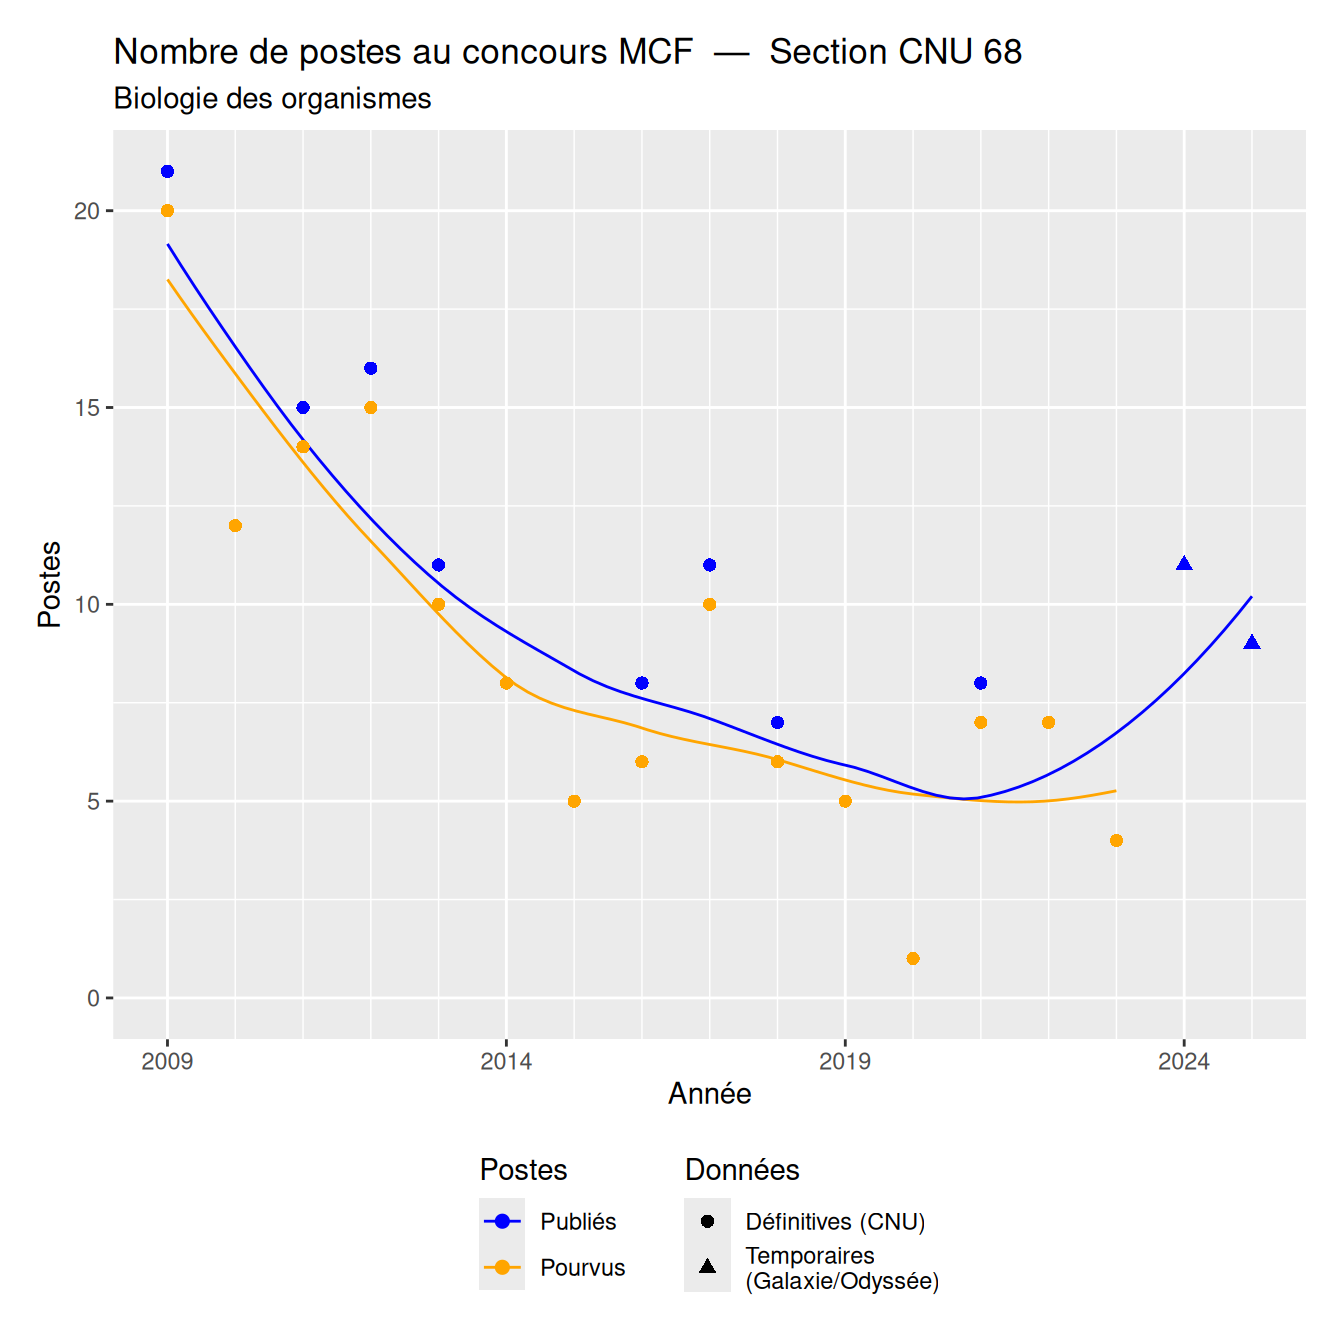 Nombre de postes au concours MCF — Section CNU 68
Biologie des organismes
Postes
20
15
10
5
0
2009 2014 2019 2024
Année
Postes
Publiés
Pourvus
Données
Définitives (CNU)
Temporaires
(Galaxie/Odyssée)